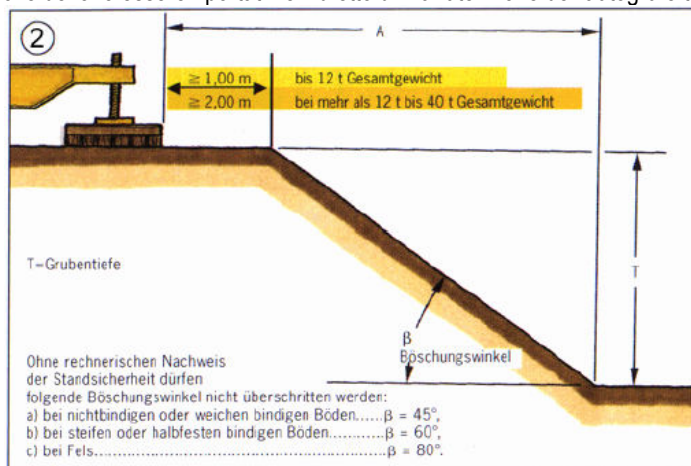 2
A
≧ 1,00 m bis 12 t Gesamtgewicht
≧ 2,00 m bei mehr als 12 t bis 40 t Gesamtgewicht
T–Grubentiefe
T
β
Böschungswinkel
Ohne rechnerischen Nachweis
der Standsicherheit dürfen
folgende Böschungswinkel nicht überschritten werden:
a) bei nichtbindigen oder weichen bindigen Böden......β = 45°,
b) bei steifen oder halbfesten bindigen Böden.........β = 60°,
c) bei Fels...............................................β = 80°.